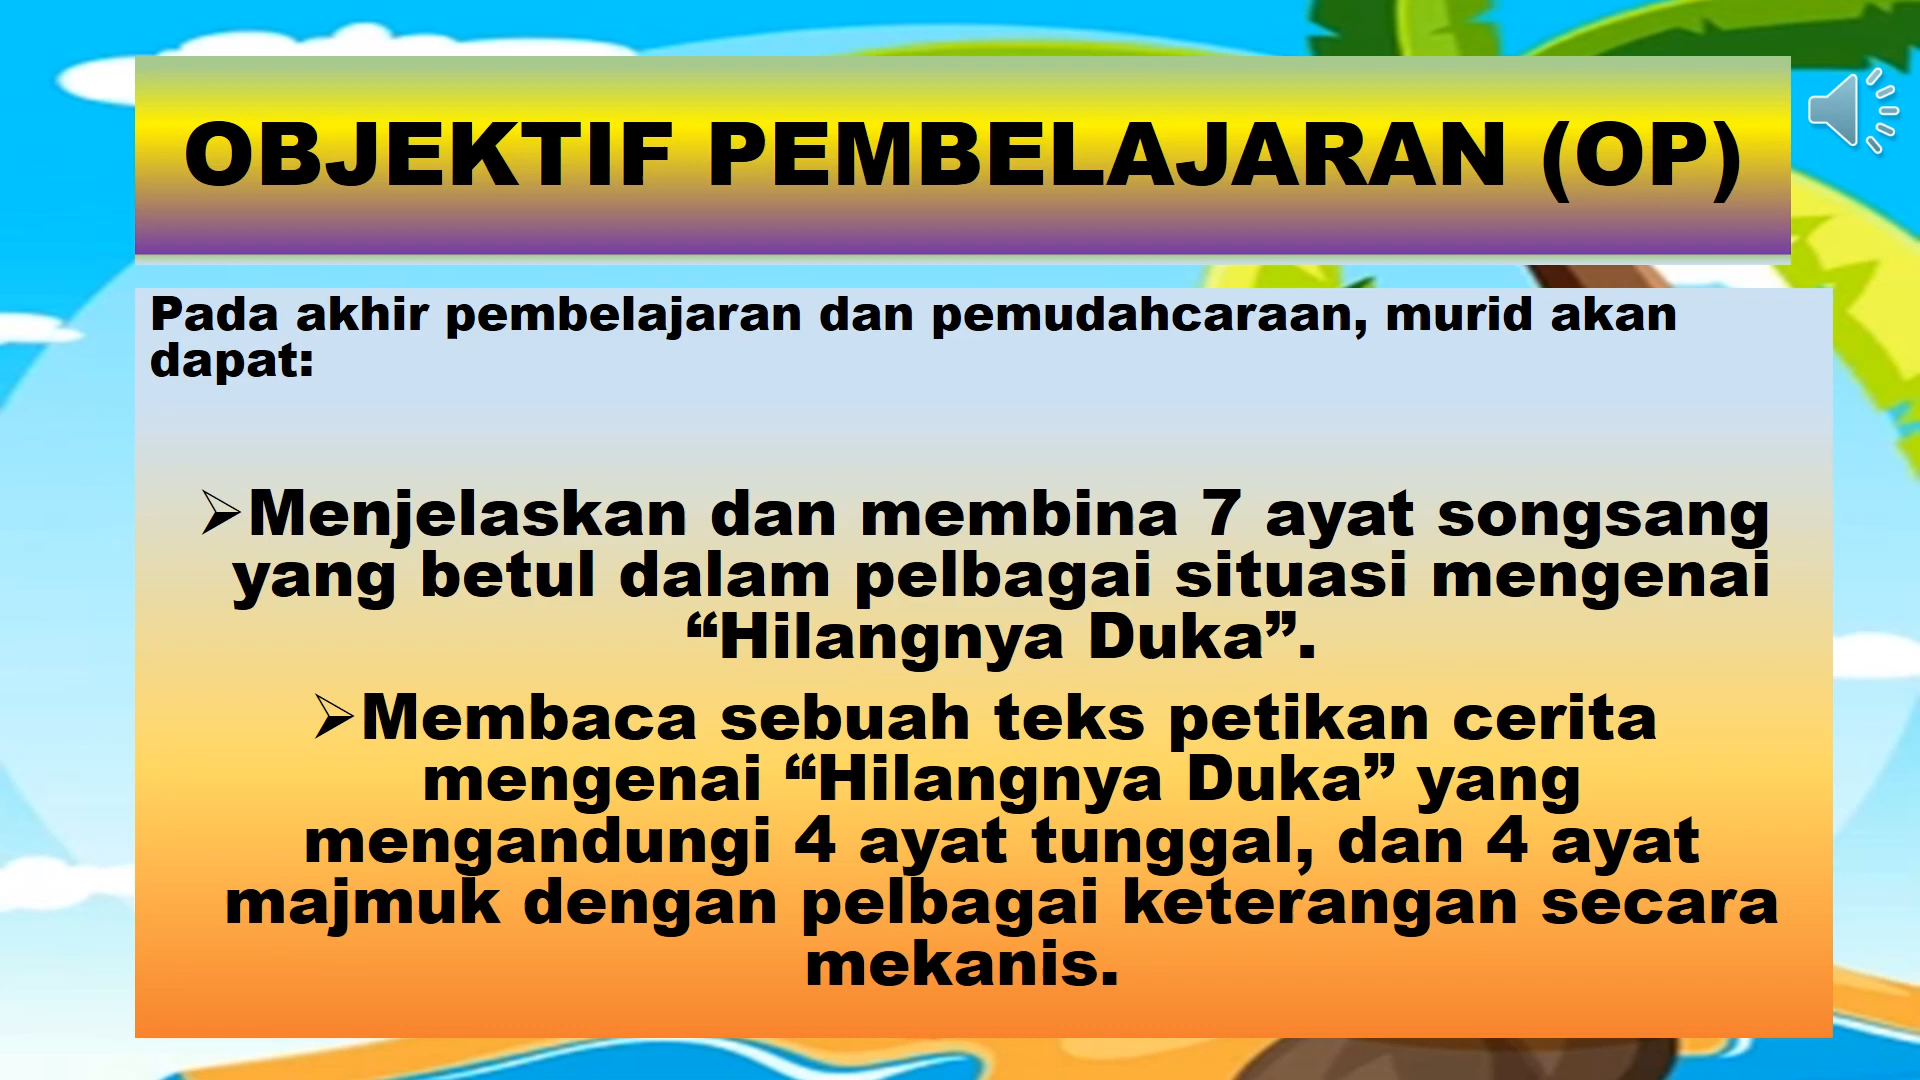 OBJEKTIF PEMBELAJARAN (OP)
Pada akhir pembelajaran dan pemudahcaraan, murid akan
dapat:
➢Menjelaskan dan membina 7 ayat songsang
yang betul dalam pelbagai situasi mengenai
“Hilangnya Duka”.
➢Membaca sebuah teks petikan cerita
mengenai “Hilangnya Duka” yang
mengandungi 4 ayat tunggal, dan 4 ayat
majmuk dengan pelbagai keterangan secara
mekanis.